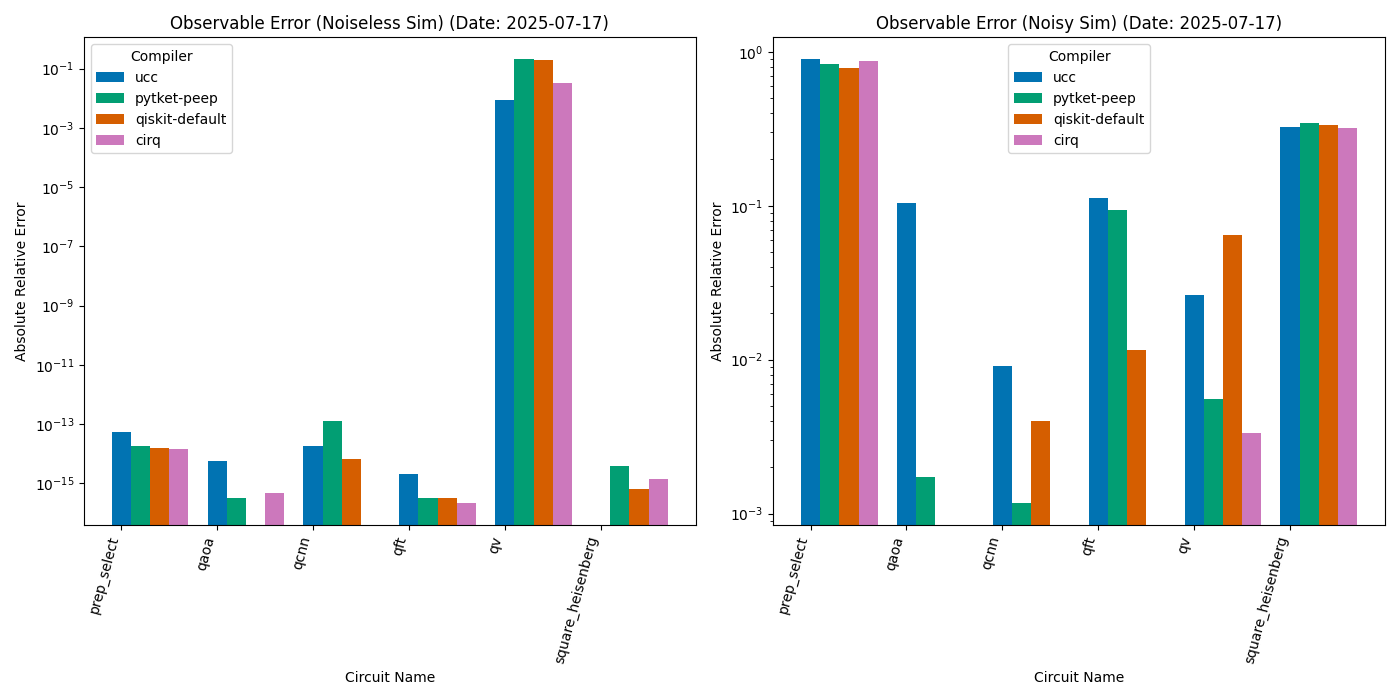 Observable Error (Noiseless Sim) (Date: 2025-07-17)
Absolute Relative Error
10⁻¹
10⁻³
10⁻⁵
10⁻⁷
10⁻⁹
10⁻¹¹
10⁻¹³
10⁻¹⁵
Compiler
ucc
pytket-peep
qiskit-default
cirq
prep_select
qaoa
qcnn
qft
qv
square_heisenberg
Circuit Name
Observable Error (Noisy Sim) (Date: 2025-07-17)
Absolute Relative Error
10⁰
10⁻¹
10⁻²
10⁻³
Compiler
ucc
pytket-peep
qiskit-default
cirq
prep_select
qaoa
qcnn
qft
qv
square_heisenberg
Circuit Name